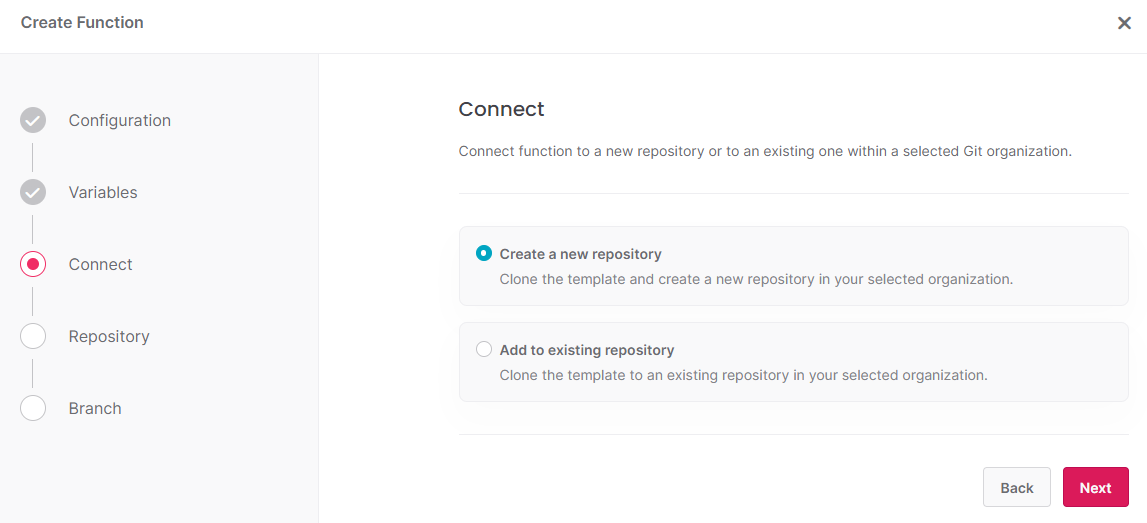 Create Function
Configuration
Variables
Connect
Repository
Branch
Connect
Connect function to a new repository or to an existing one within a selected Git organization.
Create a new repository
Clone the template and create a new repository in your selected organization.
Add to existing repository
Clone the template to an existing repository in your selected organization.
Back
Next